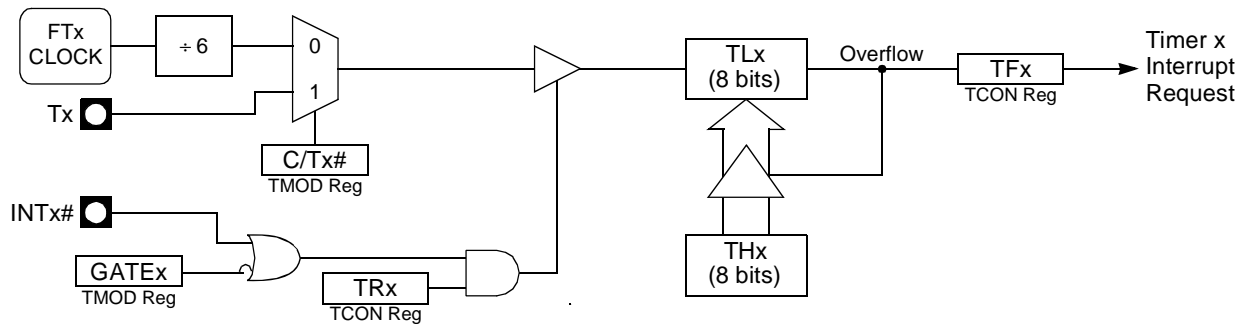 FTx
CLOCK
÷ 6
0
1
Tx
C/Tx#
TMOD Reg
TLx
(8 bits)
Overflow
TFx
TCON Reg
Timer x
Interrupt
Request
INTx#
GATEx
TMOD Reg
TRx
TCON Reg
THx
(8 bits)